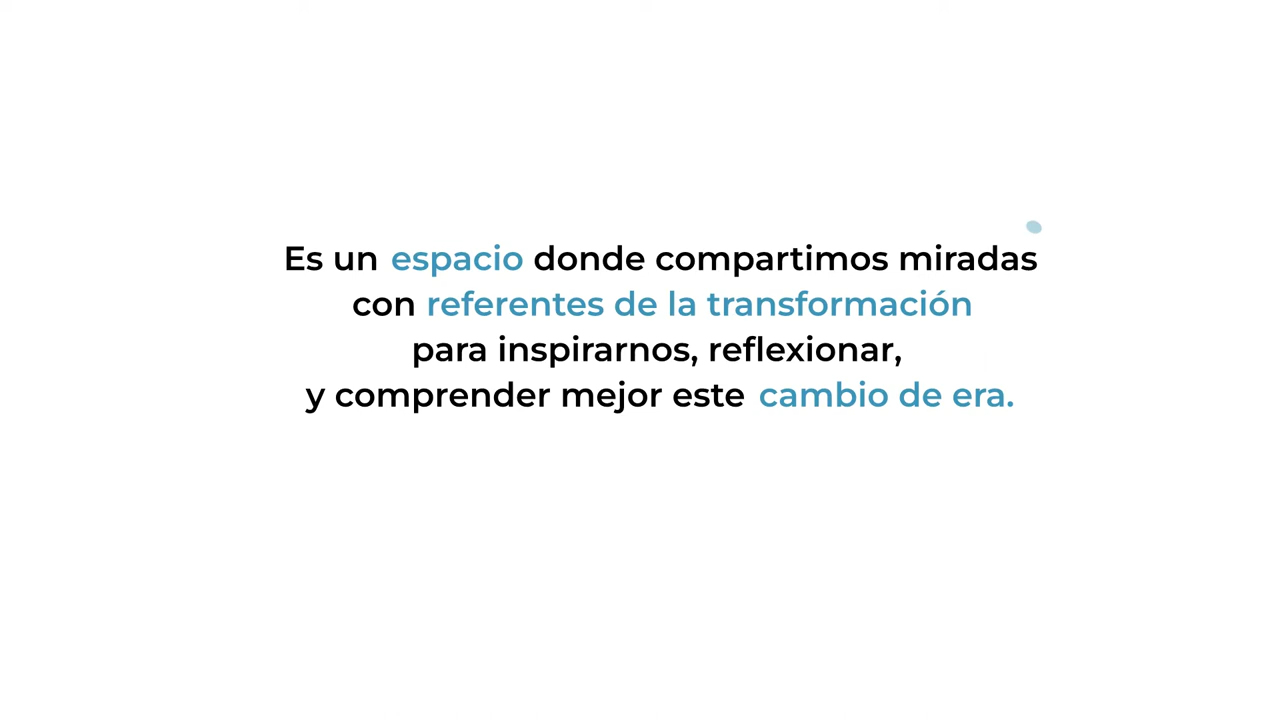 Es un espacio donde compartimos miradas
con referentes de la transformación
para inspirarnos, reflexionar,
y comprender mejor este cambio de era.